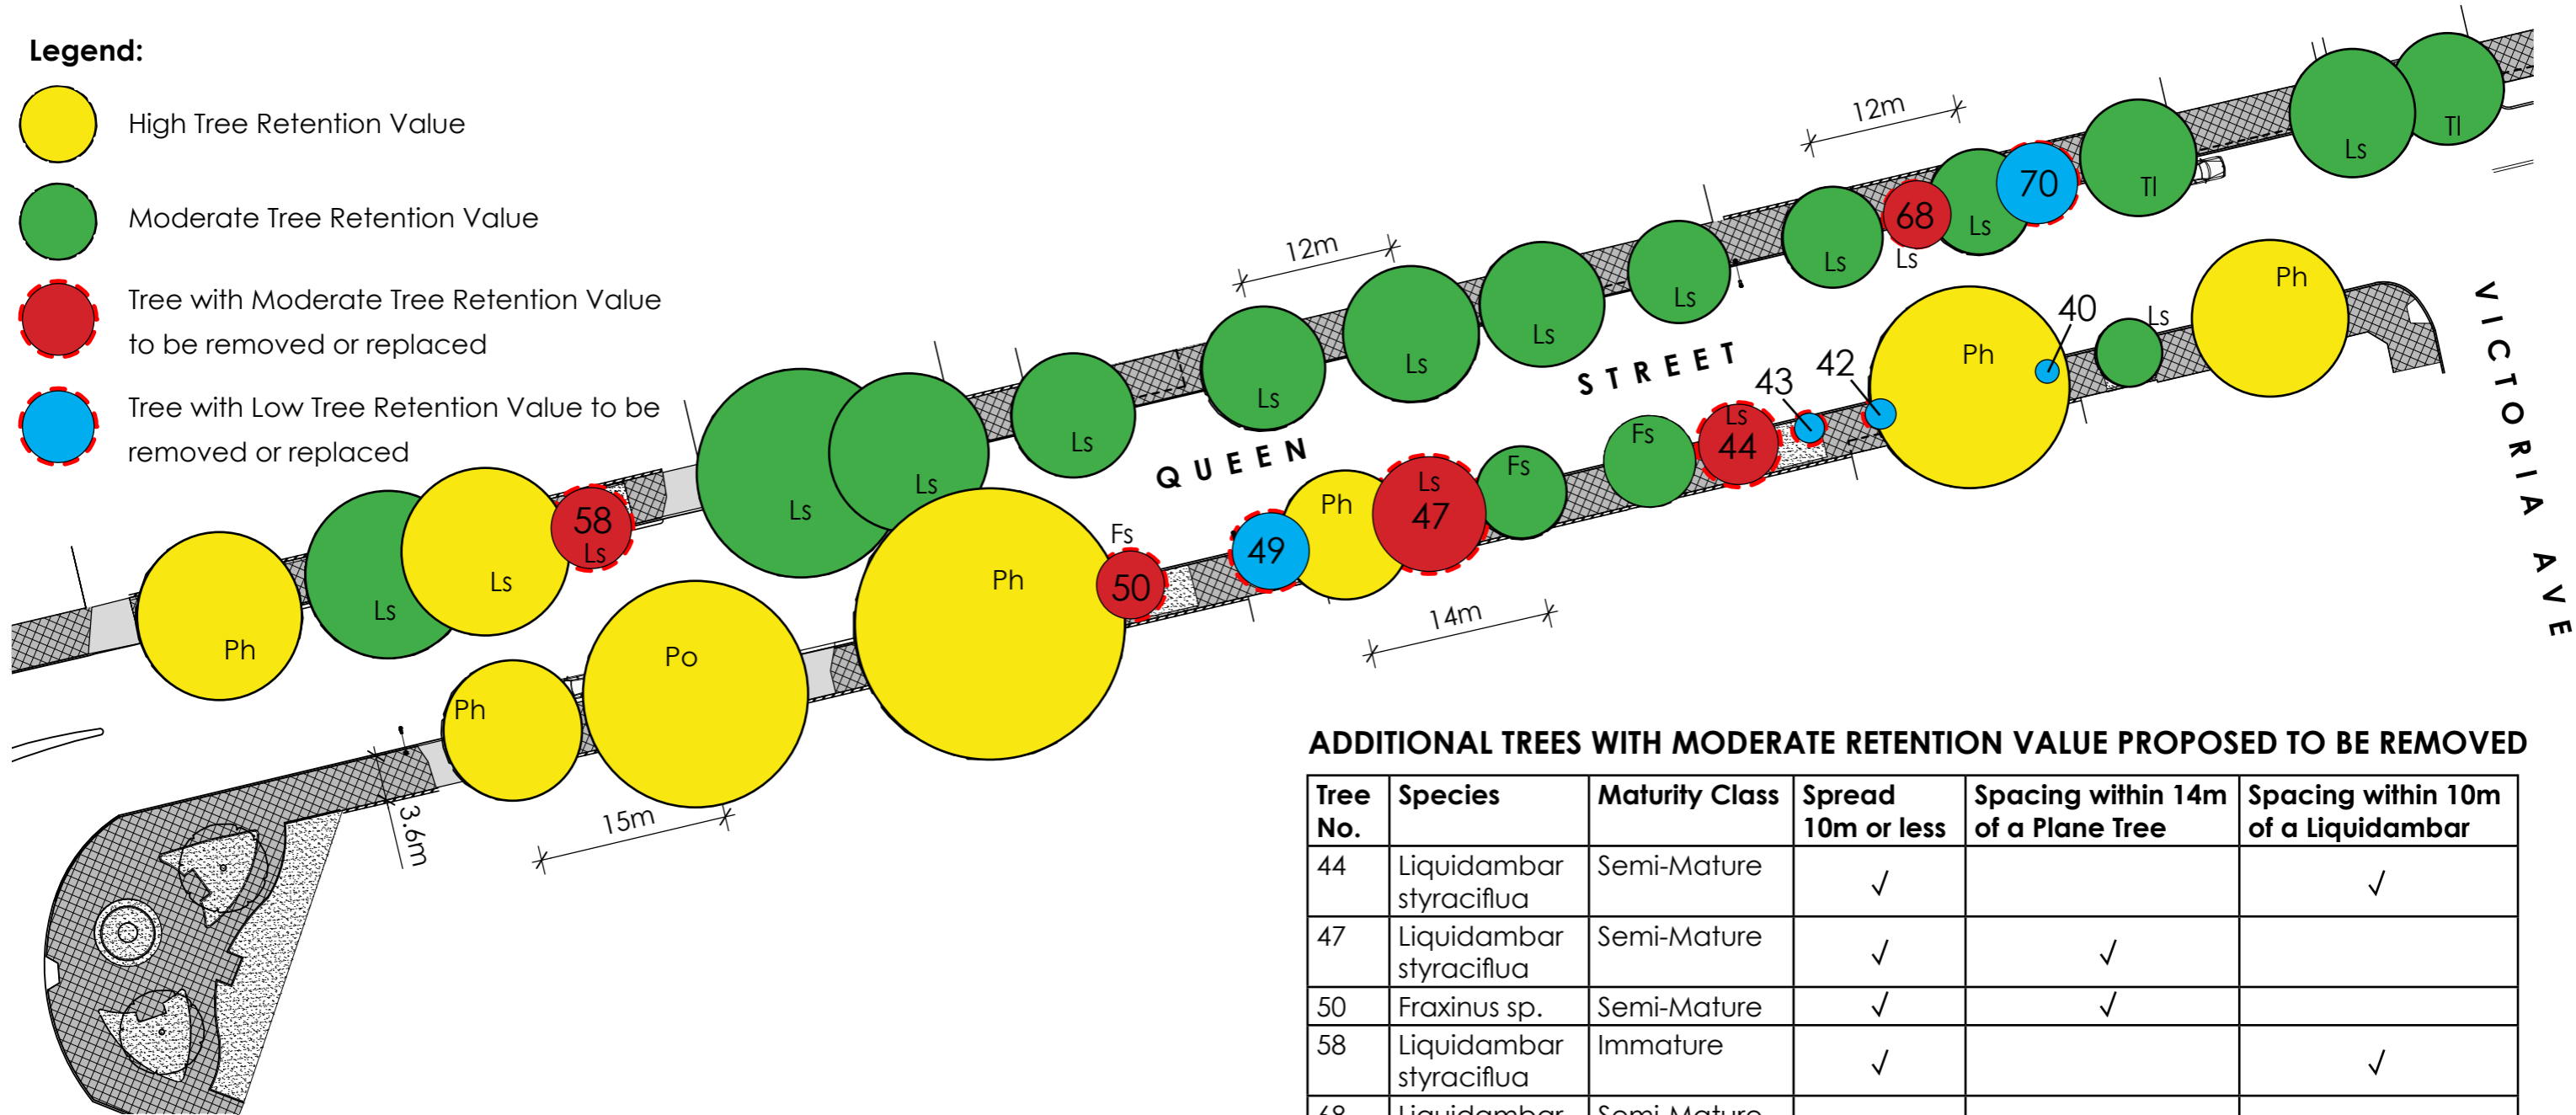 Legend:
High Tree Retention Value
Moderate Tree Retention Value
Tree with Moderate Tree Retention Value
to be removed or replaced
Tree with Low Tree Retention Value to be
removed or replaced
12m
12m
14m
15m
3.6m
QUEEN
STREET
VICTORIA AVE
Ph
Ls
Ls
58
Ls
Ls
Ls
Ls
Ls
Ls
Ls
Ls
Ls
68
Ls
Ls
70
Tl
Ls
Tl
Ph
Po
Ph
Fs
50
49
Ph
Ls
47
Fs
Fs
Ls
44
43
42
Ph
40
Ls
Ph
ADDITIONAL TREES WITH MODERATE RETENTION VALUE PROPOSED TO BE REMOVED
Tree No. Species Maturity Class Spread 10m or less Spacing within 14m of a Plane Tree Spacing within 10m of a Liquidambar
44 Liquidambar styraciflua Semi-Mature √ √
47 Liquidambar styraciflua Semi-Mature √ √
50 Fraxinus sp. Semi-Mature √ √
58 Liquidambar styraciflua Immature √ √
68 Liquidambar Semi-Mature